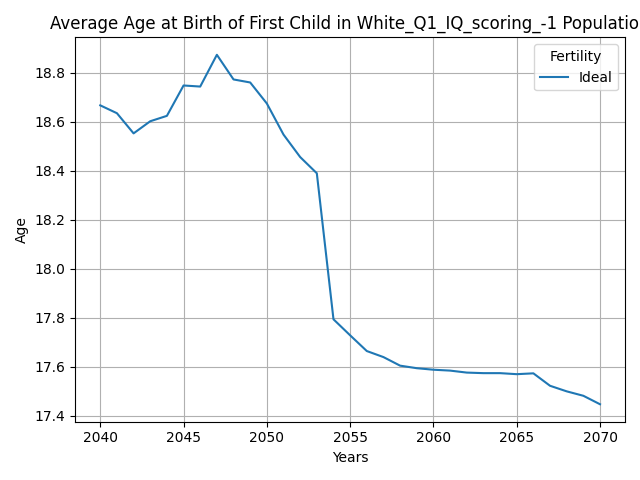 Average Age at Birth of First Child in White_Q1_IQ_scoring_-1 Populatio
Fertility
Ideal
18.8
18.6
18.4
18.2
18.0
17.8
17.6
17.4
Age
2040 2045 2050 2055 2060 2065 2070
Years